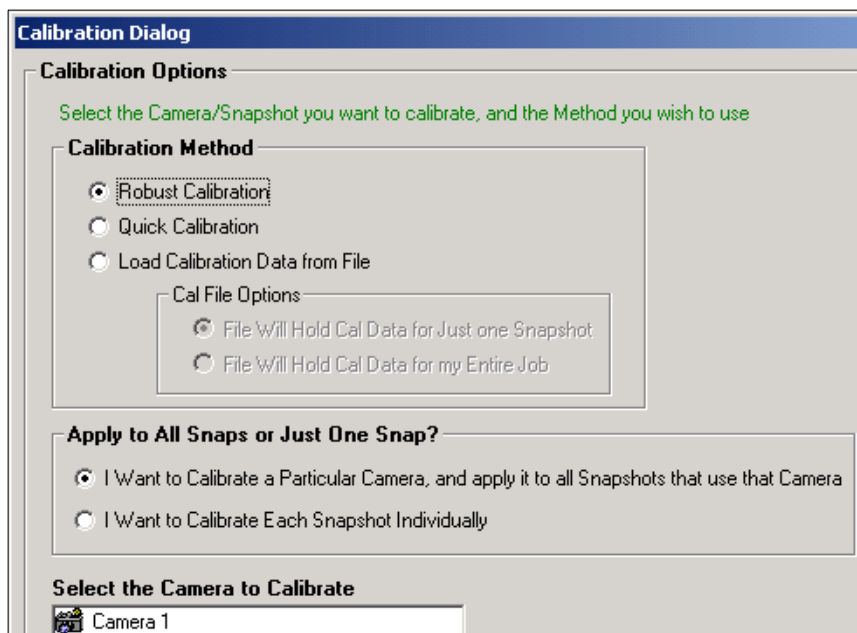 Calibration Dialog
Calibration Options
Select the Camera/Snapshot you want to calibrate, and the Method you wish to use
Calibration Method
Robust Calibration
Quick Calibration
Load Calibration Data from File
Cal File Options
File Will Hold Cal Data for Just one Snapshot
File Will Hold Cal Data for my Entire Job
Apply to All Snaps or Just One Snap?
I Want to Calibrate a Particular Camera, and apply it to all Snapshots that use that Camera
I Want to Calibrate Each Snapshot Individually
Select the Camera to Calibrate
Camera 1